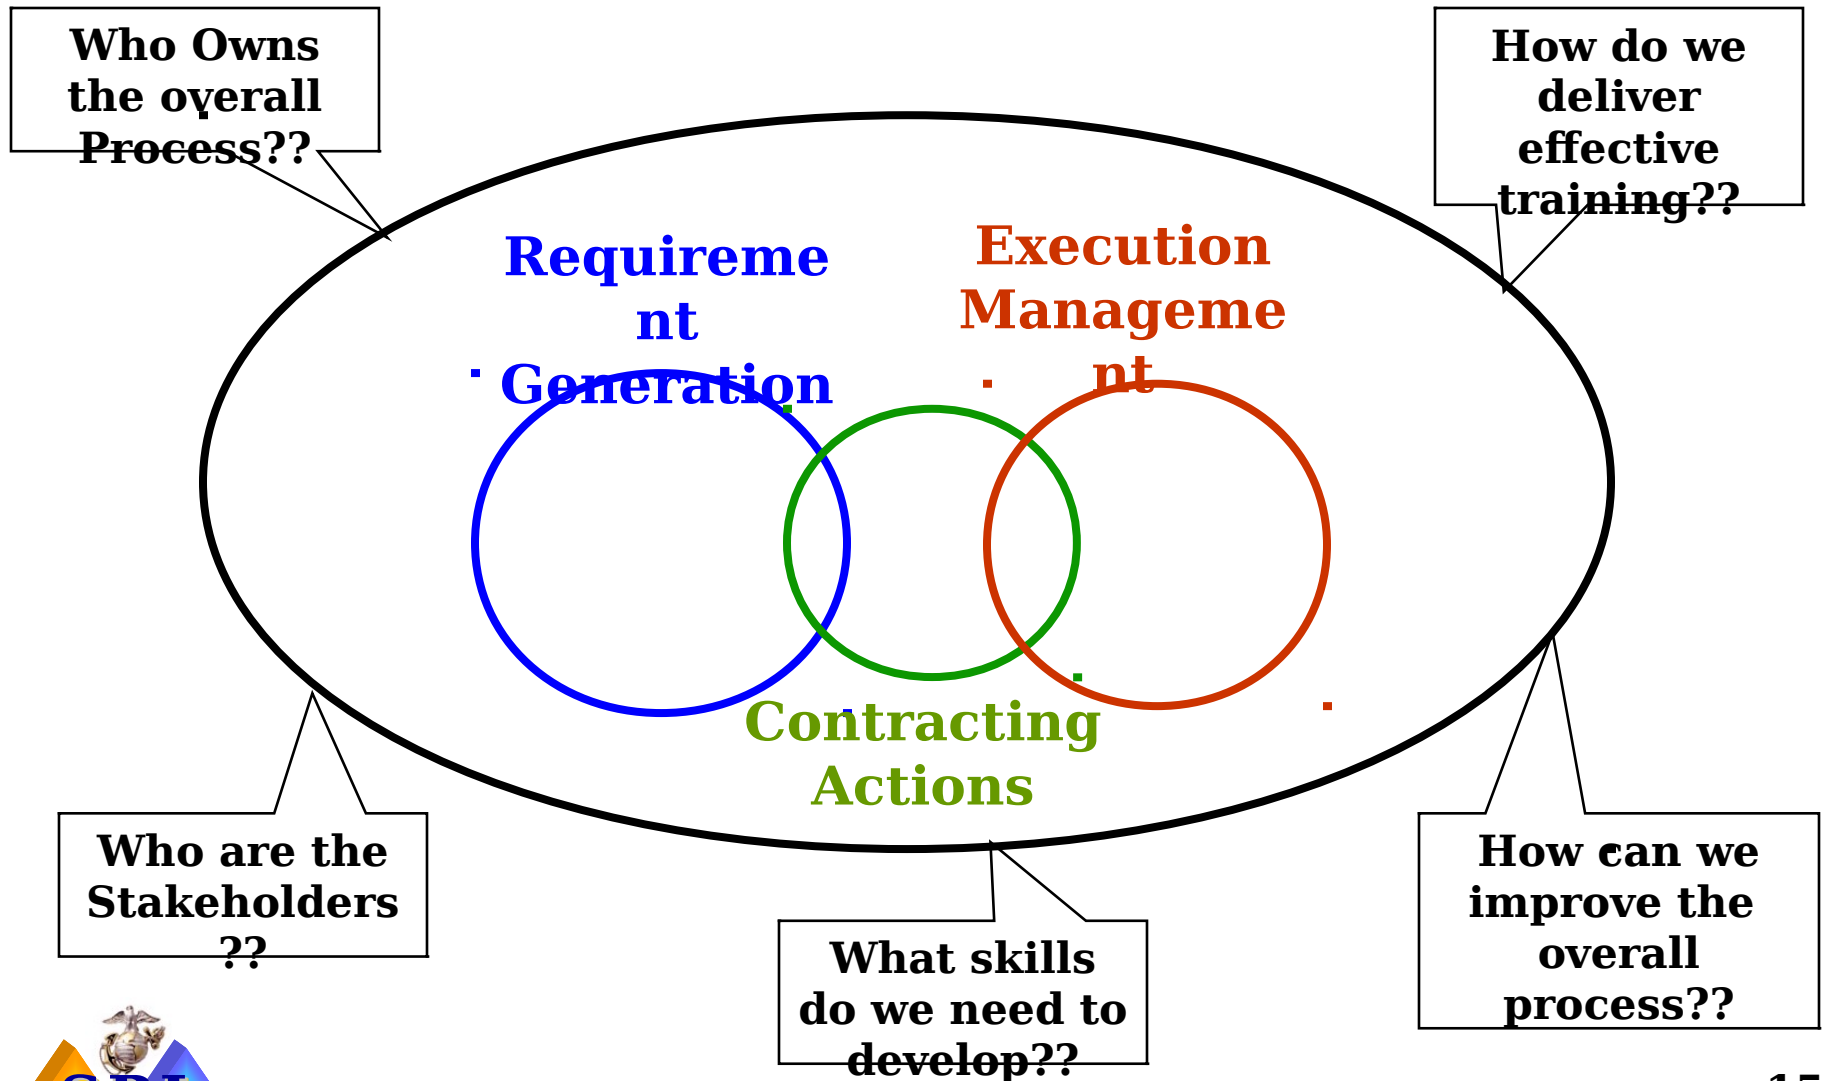 Who Owns
the overall
Process??
How do we
deliver
effective
training??
Requireme
nt
Generation
Execution
Manageme
nt
Contracting
Actions
Who are the
Stakeholders
??
What skills
do we need to
develop??
How can we
improve the
overall
process??
15